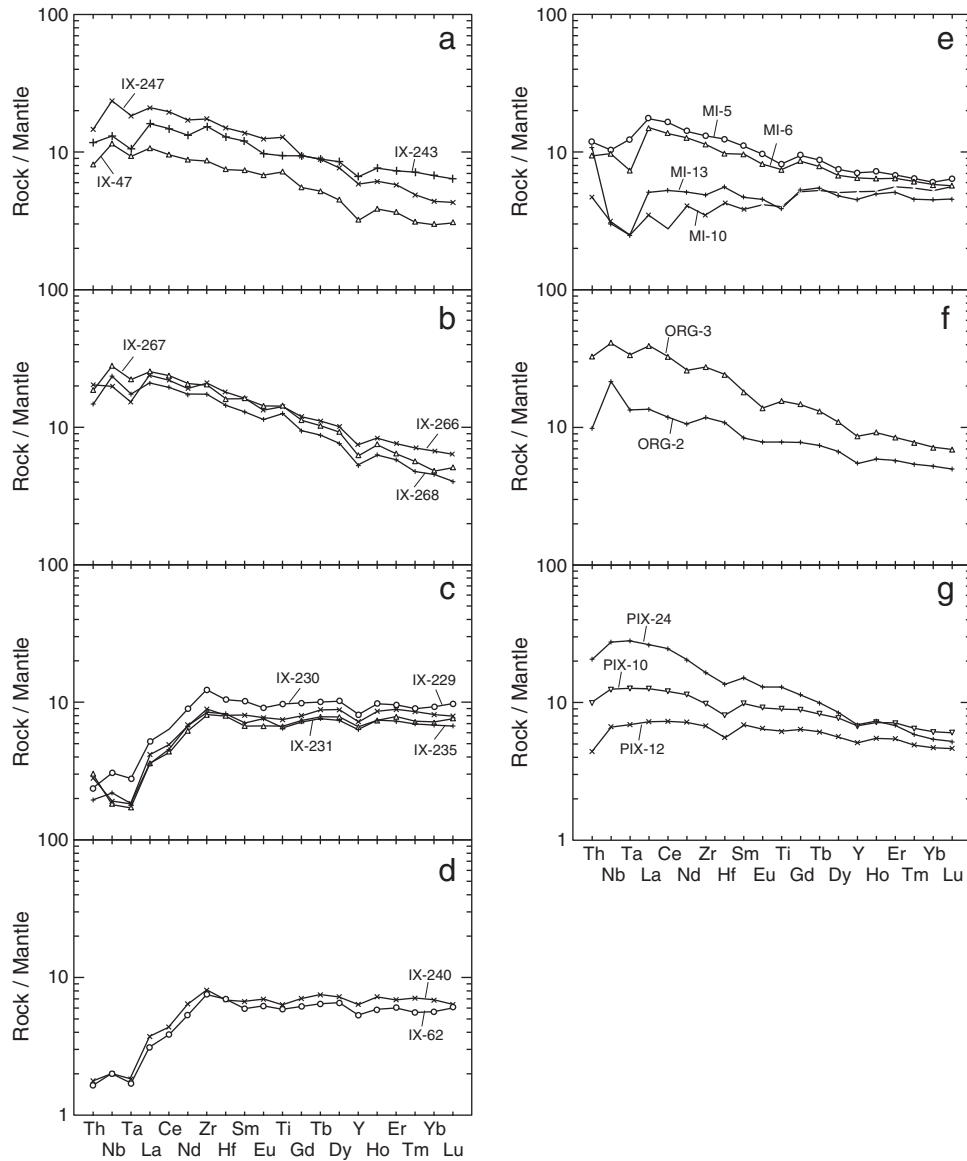 a
100
10
Rock / Mantle
IX-247
IX-243
IX-47
b
100
10
Rock / Mantle
IX-267
IX-266
IX-268
c
100
10
Rock / Mantle
IX-230
IX-229
IX-231
IX-235
d
100
10
1
Rock / Mantle
IX-240
IX-62
Th Ta Ce Zr Sm Ti Tb Y Er Yb
Nb La Nd Hf Eu Gd Dy Ho Tm Lu
e
100
10
Rock / Mantle
MI-5
MI-6
MI-13
MI-10
f
100
10
Rock / Mantle
ORG-3
ORG-2
g
100
10
1
Rock / Mantle
PIX-24
PIX-10
PIX-12
Th Ta Ce Zr Sm Ti Tb Y Er Yb
Nb La Nd Hf Eu Gd Dy Ho Tm Lu